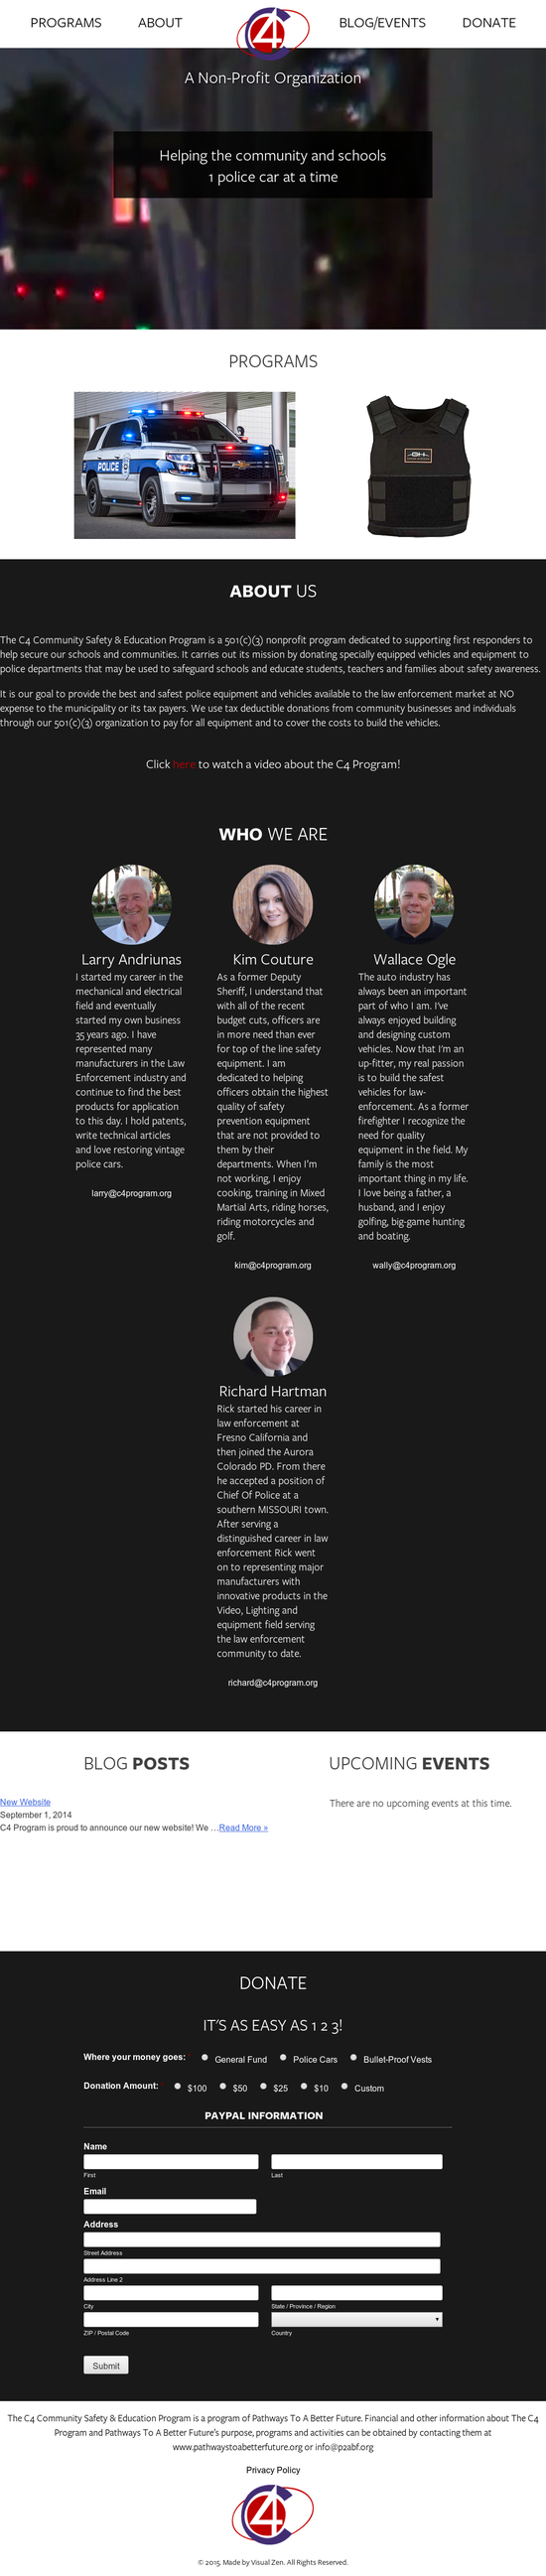 PROGRAMS ABOUT C4 BLOG/EVENTS DONATE
A Non-Profit Organization
Helping the community and schools
1 police car at a time
PROGRAMS
POLICE
GH
ABOUT US
The C4 Community Safety & Education Program is a 501(c)(3) nonprofit program dedicated to supporting first responders to
help secure our schools and communities. It carries out its mission by donating specially equipped vehicles and equipment to
police departments that may be used to safeguard schools and educate students, teachers and families about safety awareness.
It is our goal to provide the best and safest police equipment and vehicles available to the law enforcement market at NO
expense to the municipality or its tax payers. We use tax deductible donations from community businesses and individuals
through our 501(c)(3) organization to pay for all equipment and to cover the costs to build the vehicles.
Click here to watch a video about the C4 Program!
WHO WE ARE
Larry Andriunas
I started my career in the
mechanical and electrical
field and eventually
started my own business
35 years ago. I have
represented many
manufacturers in the Law
Enforcement industry and
continue to find the best
products for application
to this day. I hold patents,
write technical articles
and love restoring vintage
police cars.
larry@c4program.org
Kim Couture
As a former Deputy
Sheriff, I understand that
with all of the recent
budget cuts, officers are
in more need than ever
for top of the line safety
equipment. I am
dedicated to helping
officers obtain the highest
quality of safety
prevention equipment
that are not provided to
them by their
departments. When I'm
not working, I enjoy
cooking, training in Mixed
Martial Arts, riding horses,
riding motorcycles and
golf.
kim@c4program.org
Wallace Ogle
The auto industry has
always been an important
part of who I am. I've
always enjoyed building
and designing custom
vehicles. Now that I'm an
up-fitter, my real passion
is to build the safest
vehicles for law-
enforcement. As a former
firefighter I recognize the
need for quality
equipment in the field. My
family is the most
important thing in my life.
I love being a father, a
husband, and I enjoy
golfing, big-game hunting
and boating.
wally@c4program.org
Richard Hartman
Rick started his career in
law enforcement at
Fresno California and
then joined the Aurora
Colorado PD. From there
he accepted a position of
Chief Of Police at a
southern MISSOURI town.
After serving a
distinguished career in law
enforcement Rick went
on to representing major
manufacturers with
innovative products in the
Video, Lighting and
equipment field serving
the law enforcement
community to date.
richard@c4program.org
BLOG POSTS
New Website
September 1, 2014
C4 Program is proud to announce our new website! We …Read More »
UPCOMING EVENTS
There are no upcoming events at this time.
DONATE
IT'S AS EASY AS 1 2 3!
Where your money goes: General Fund Police Cars Bullet-Proof Vests
Donation Amount: $100 $50 $25 $10 Custom
PAYPAL INFORMATION
Name
First Last
Email
Address
Street Address
Address Line 2
City State / Province / Region
ZIP / Postal Code Country
Submit
The C4 Community Safety & Education Program is a program of Pathways To A Better Future. Financial and other information about The C4
Program and Pathways To A Better Future's purpose, programs and activities can be obtained by contacting them at
www.pathwaystoabetterfuture.org or info@p2abf.org
Privacy Policy
C4
© 2015. Made by Visual Zen. All Rights Reserved.